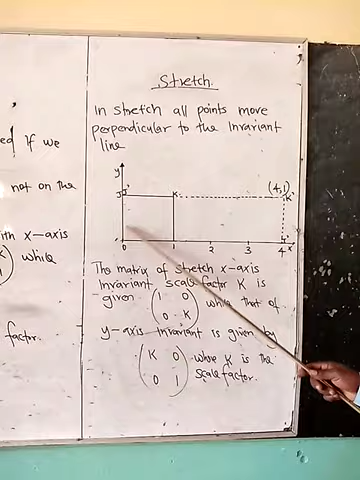 Stretch.
In stretch all points move
perpendicular to the Invariant
line
y
J J'
K
(4,1)
K'
0 1 2 3 4 x
The matrix of stretch x-axis
Invariant scale factor K is
given (1 0
0 K) while that of
y-axis invariant is given by
(K 0
0 1) where K is the
scale factor.
ed If we
not on the
ith x-axis
while
factor.